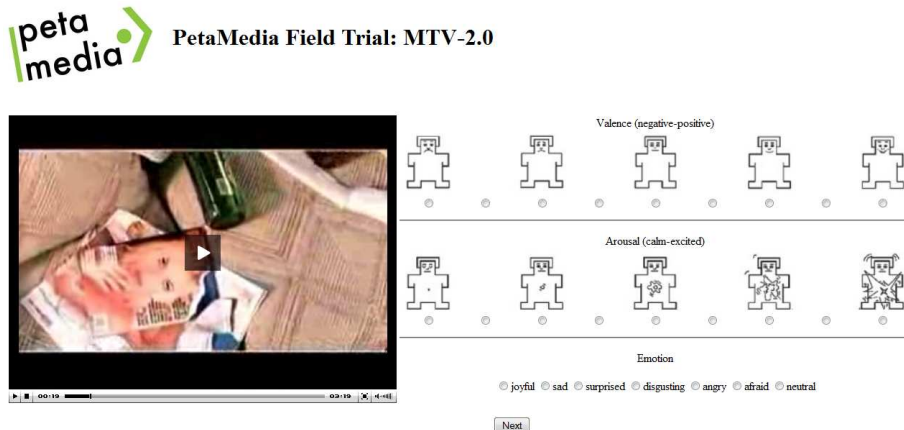 peta
media
PetaMedia Field Trial: MTV-2.0
Valence (negative-positive)
Arousal (calm-excited)
Emotion
joyful sad surprised disgusting angry afraid neutral
00:19 03:19
Next